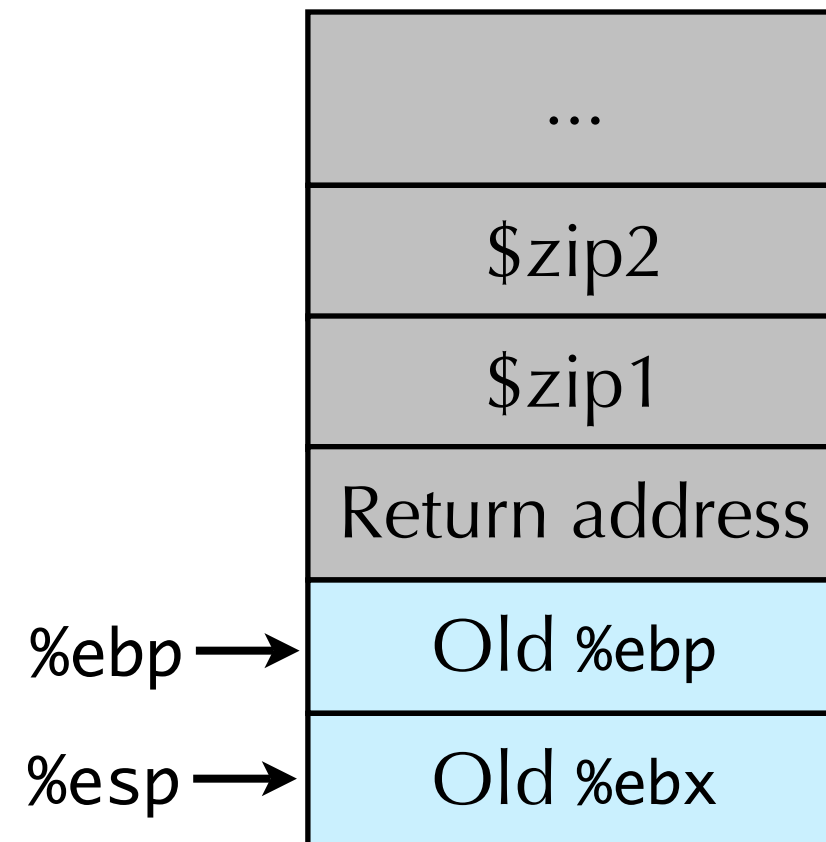 ...
$zip2
$zip1
Return address
%ebp Old %ebp
%esp Old %ebx